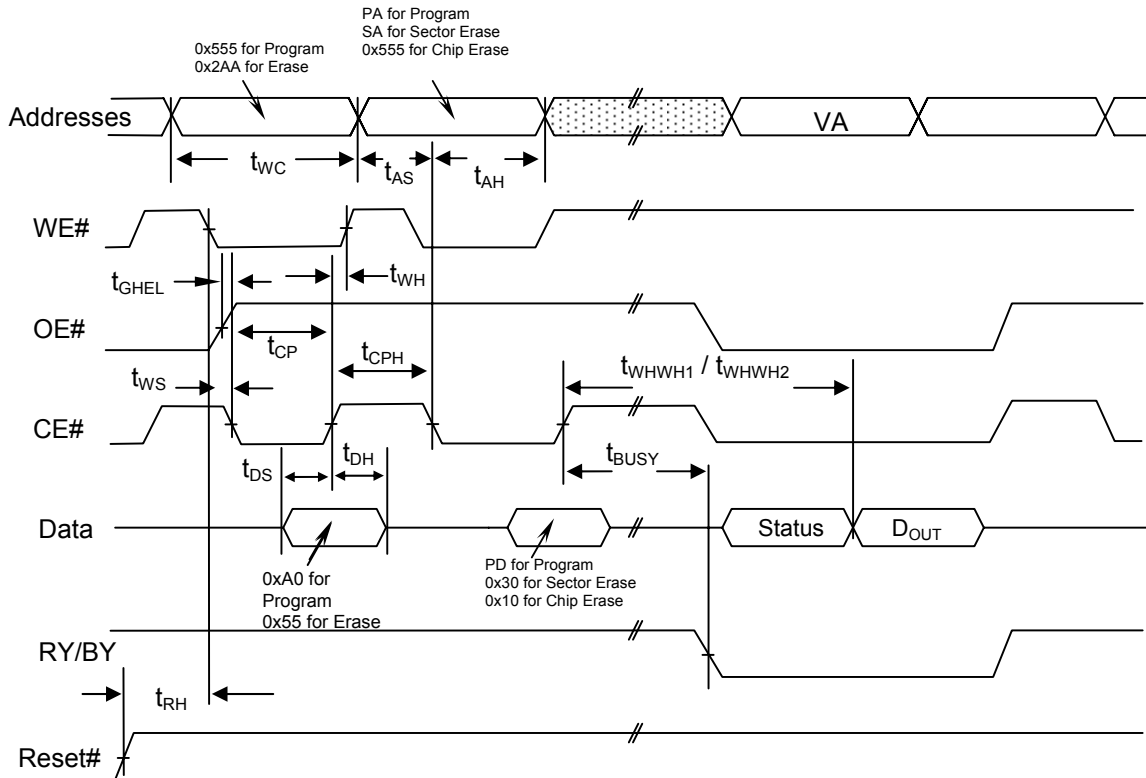 PA for Program
SA for Sector Erase
0x555 for Chip Erase
0x555 for Program
0x2AA for Erase
Addresses
VA
tWC
tAS
tAH
WE#
tGHEL
tWH
OE#
tCP
tCPH
tWHWH1 / tWHWH2
tWS
CE#
tDS
tDH
tBUSY
Data
Status
DOUT
0xA0 for
Program
0x55 for Erase
PD for Program
0x30 for Sector Erase
0x10 for Chip Erase
RY/BY
tRH
Reset#